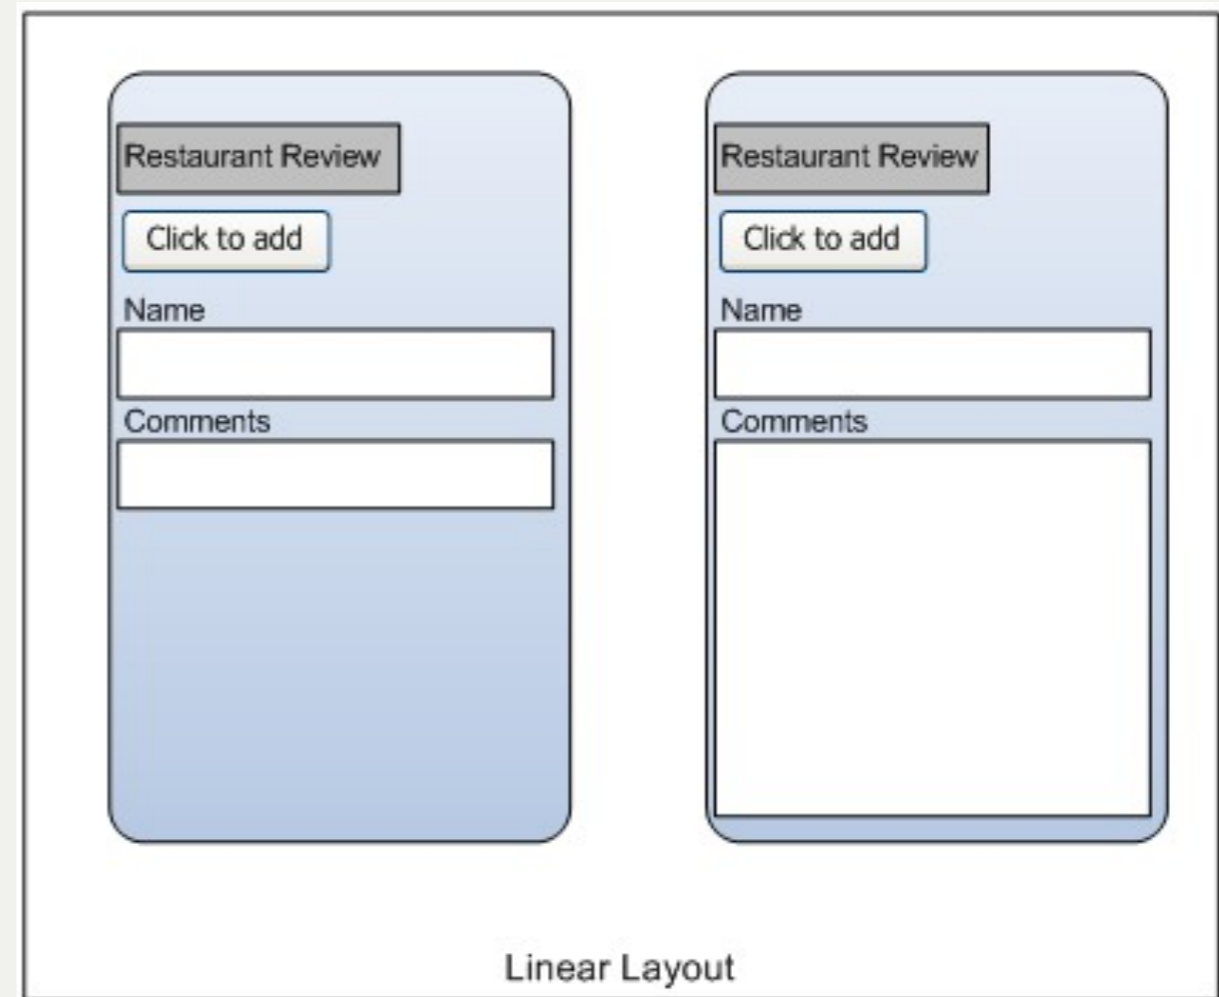 Restaurant Review
Click to add
Name
Comments
Restaurant Review
Click to add
Name
Comments
Linear Layout